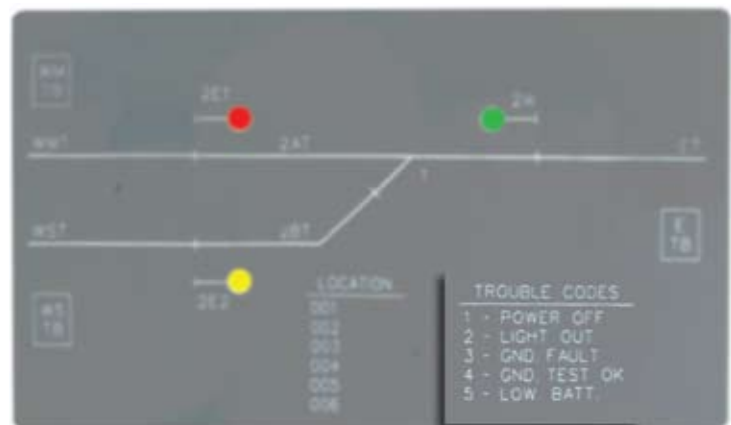 WM
TB
2E1 2W
WMT 2AT
1
WST 2BT
E
TB
2E2
WS
TB
LOCATION
001
002
003
004
005
006
TROUBLE CODES
1 - POWER OFF
2 - LIGHT OUT
3 - GND FAULT
4 - GND TEST OK
5 - LOW BATT.